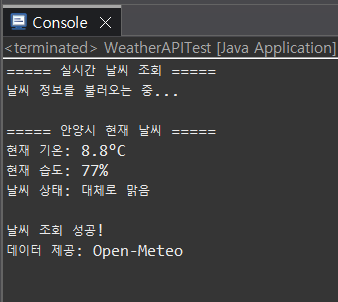 Console
<terminated> WeatherAPITest [Java Application]
===== 실시간 날씨 조회 =====
날씨 정보를 불러오는 중...
===== 안양시 현재 날씨 =====
현재 기온: 8.8°C
현재 습도: 77%
날씨 상태: 대체로 맑음
날씨 조회 성공!
데이터 제공: Open-Meteo